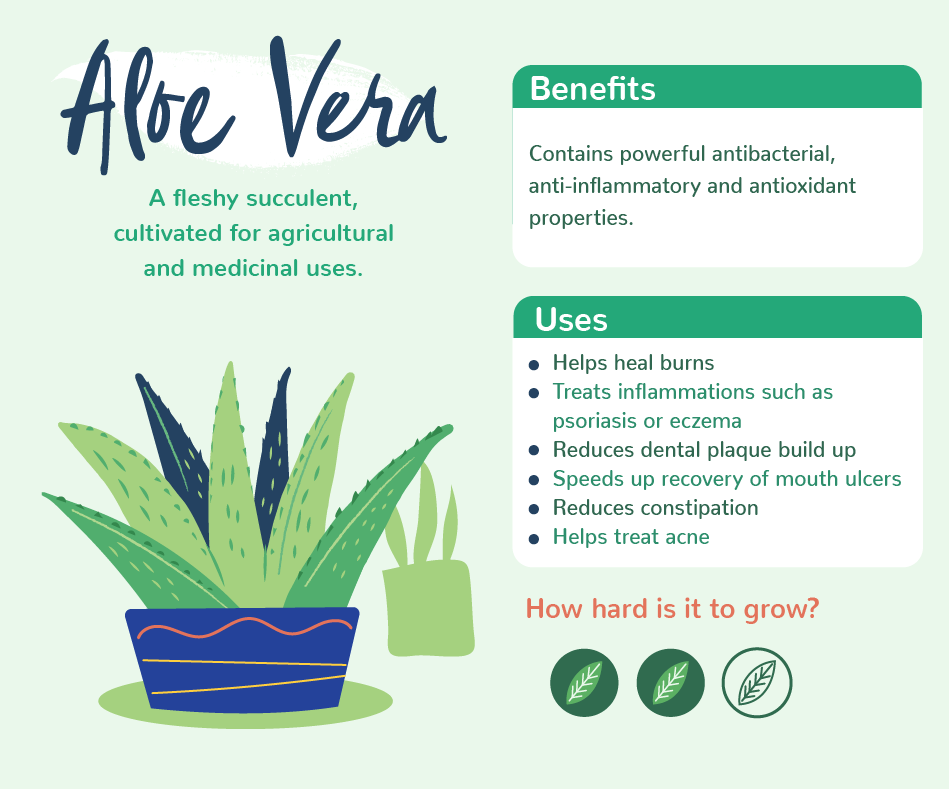 Aloe Vera
A fleshy succulent,
cultivated for agricultural
and medicinal uses.
Benefits
Contains powerful antibacterial,
anti-inflammatory and antioxidant
properties.
Uses
Helps heal burns
Treats inflammations such as
psoriasis or eczema
Reduces dental plaque build up
Speeds up recovery of mouth ulcers
Reduces constipation
Helps treat acne
How hard is it to grow?